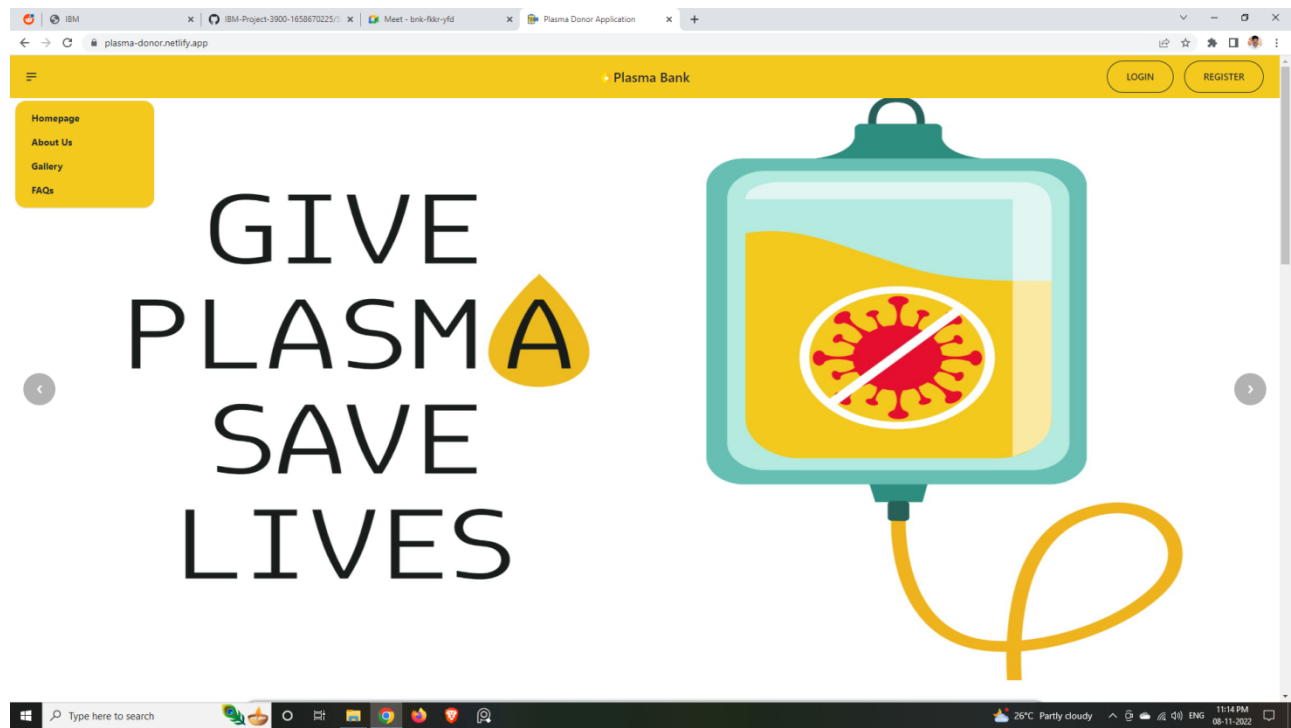 IBM
IBM-Project-3900-1658670225/
Meet - bnk-fkkr-yfd
Plasma Donor Application
plasma-donor.netlify.app
Plasma Bank
LOGIN
REGISTER
Homepage
About Us
Gallery
FAQs
GIVE
PLASMA
SAVE
LIVES
Type here to search
26°C Partly cloudy
ENG
11:14 PM
08-11-2022